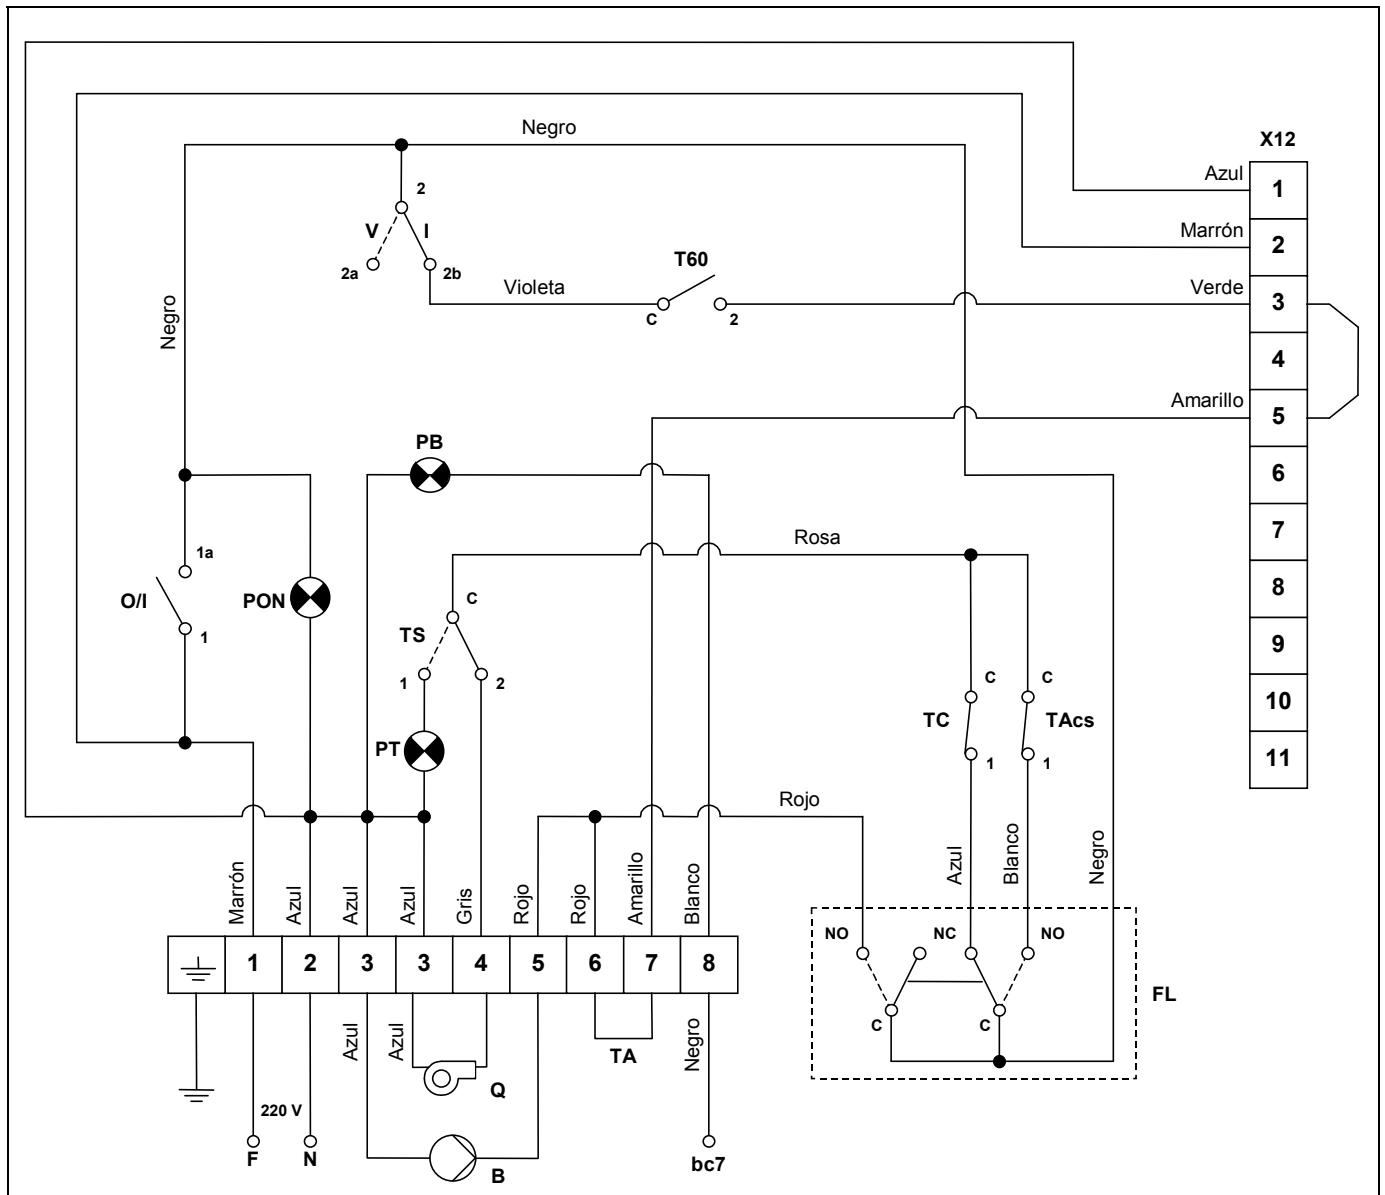 Negro
X12
Azul
1
2
Marrón
2
V
I
T60
2a
2b
Violeta
Verde
3
C
2
Negro
4
Amarillo
5
PB
6
Rosa
7
1a
8
O/I
PON
C
1
TS
9
1
2
C
C
10
TC
TAcs
PT
1
1
11
Rojo
Marrón
Azul
Azul
Azul
Gris
Rojo
Rojo
Amarillo
Blanco
Azul
Blanco
Negro
NO
NC
NO
1
2
3
3
4
5
6
7
8
FL
C
C
Azul
Azul
TA
Negro
Q
220 V
F
N
B
bc7